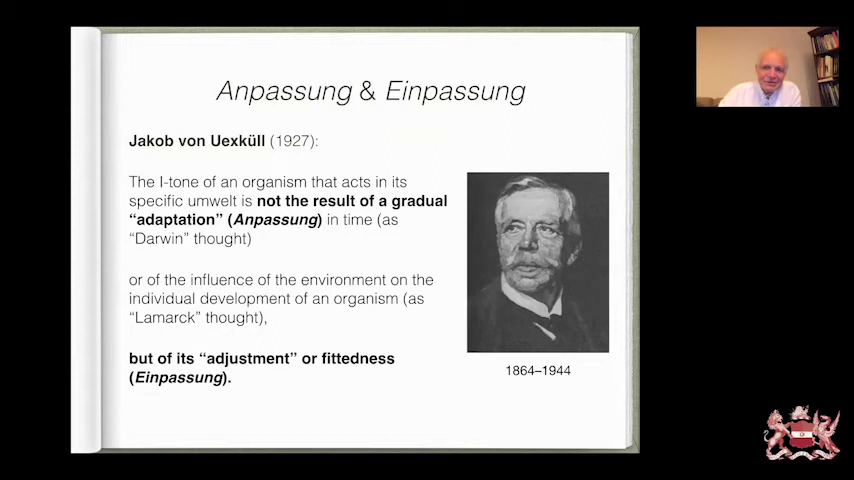 Anpassung & Einpassung
Jakob von Uexküll (1927):
The I-tone of an organism that acts in its
specific umwelt is not the result of a gradual
“adaptation” (Anpassung) in time (as
“Darwin” thought)
or of the influence of the environment on the
individual development of an organism (as
“Lamarck” thought),
but of its “adjustment” or fittedness
(Einpassung).
1864–1944